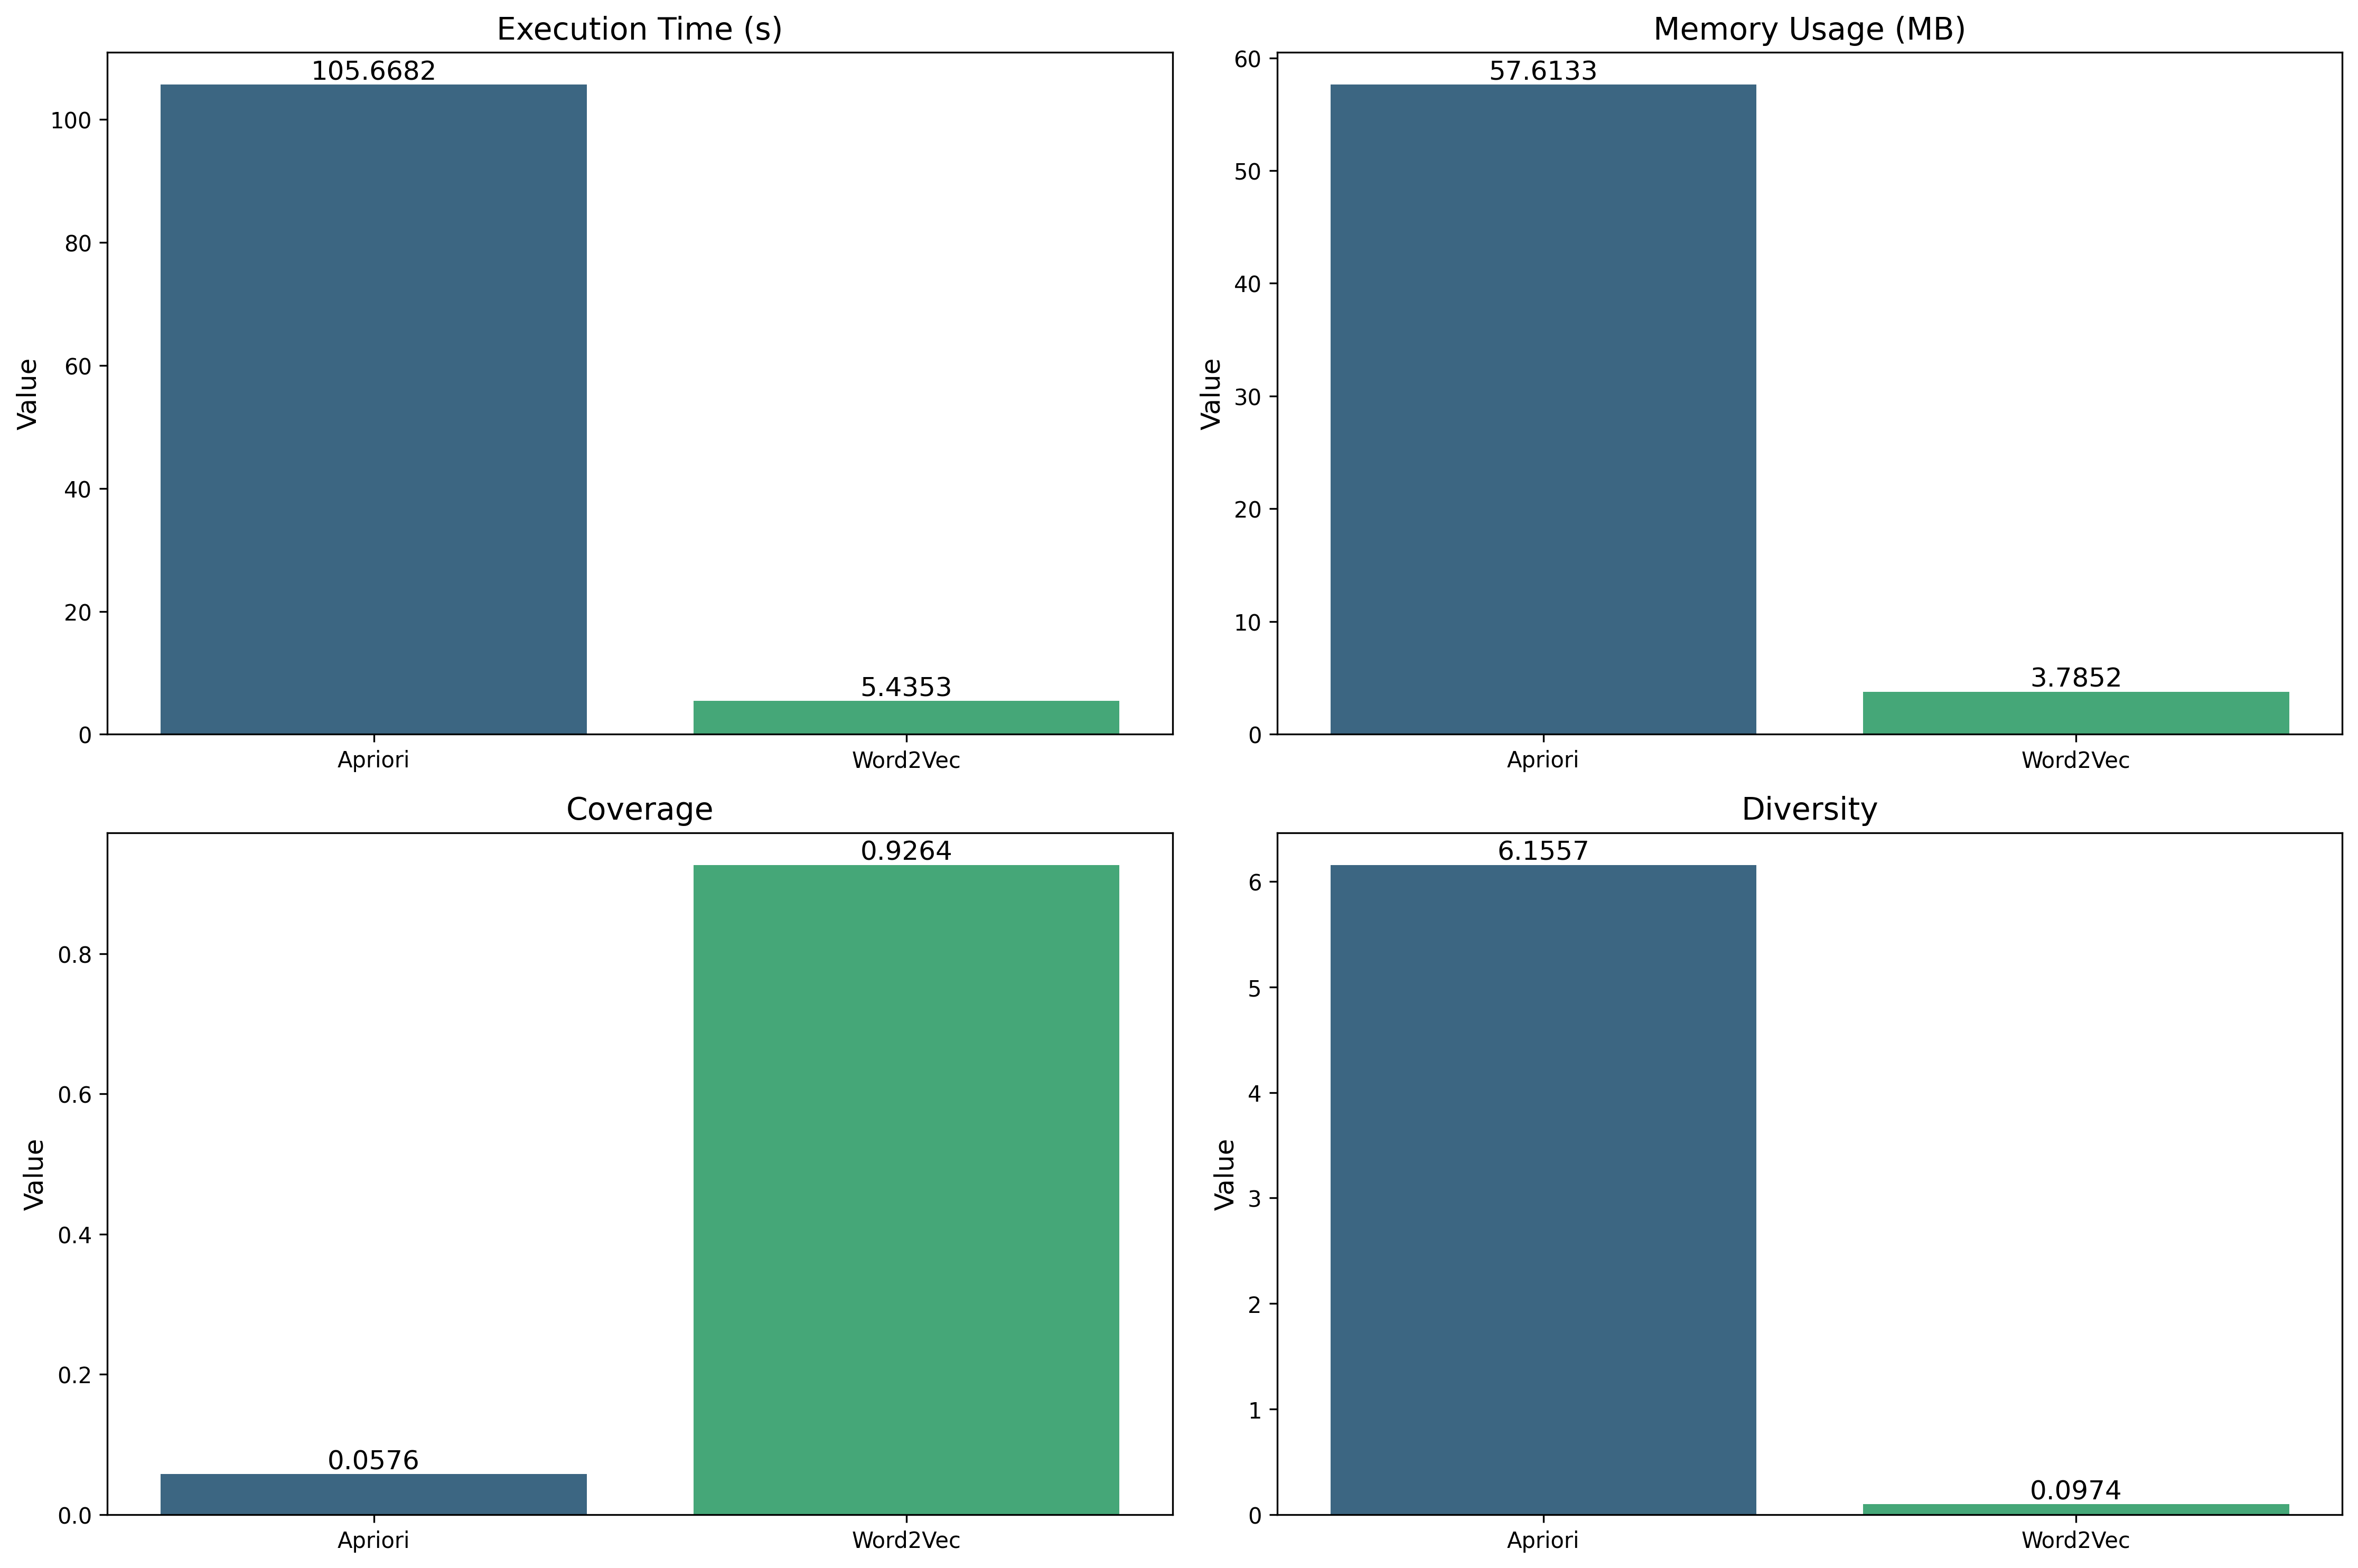 Execution Time (s)
Value
100
80
60
40
20
0
105.6682
5.4353
Apriori
Word2Vec
Memory Usage (MB)
Value
60
50
40
30
20
10
0
57.6133
3.7852
Apriori
Word2Vec
Coverage
Value
0.8
0.6
0.4
0.2
0.0
0.0576
0.9264
Apriori
Word2Vec
Diversity
Value
6
5
4
3
2
1
0
6.1557
0.0974
Apriori
Word2Vec